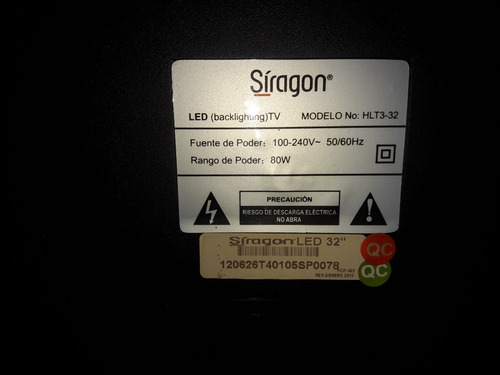 Síragon®
LED (backlighting)TV MODELO No: HLT3-32
Fuente de Poder: 100-240V~ 50/60Hz
Rango de Poder: 80W
PRECAUCIÓN
RIESGO DE DESCARGA ELÉCTRICA
NO ABRA
Síragon LED 32"
120626T40105SP0078
QC
QC